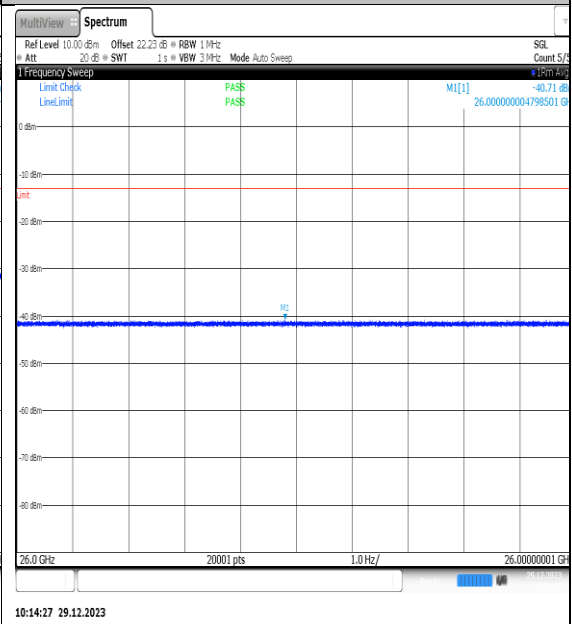 MultiView Spectrum
Ref Level 10.00 dBm Offset 22.23 dB RBW 1 MHz SGL
Att 20 dB SWT 1 s VBW 3 MHz Mode Auto Sweep Count 5/5
1 Frequency Sweep 1Rm Avg
Limit Check PASS M1[1] -40.71 dB
LineLimit PASS 26.000000004798501 GH
0 dBm
-10 dBm
Limit
-20 dBm
-30 dBm
M1
-40 dBm
-50 dBm
-60 dBm
-70 dBm
-80 dBm
26.0 GHz 20001 pts 1.0 Hz/ 26.00000001 GH
29.12.2023
10:14:27 29.12.2023